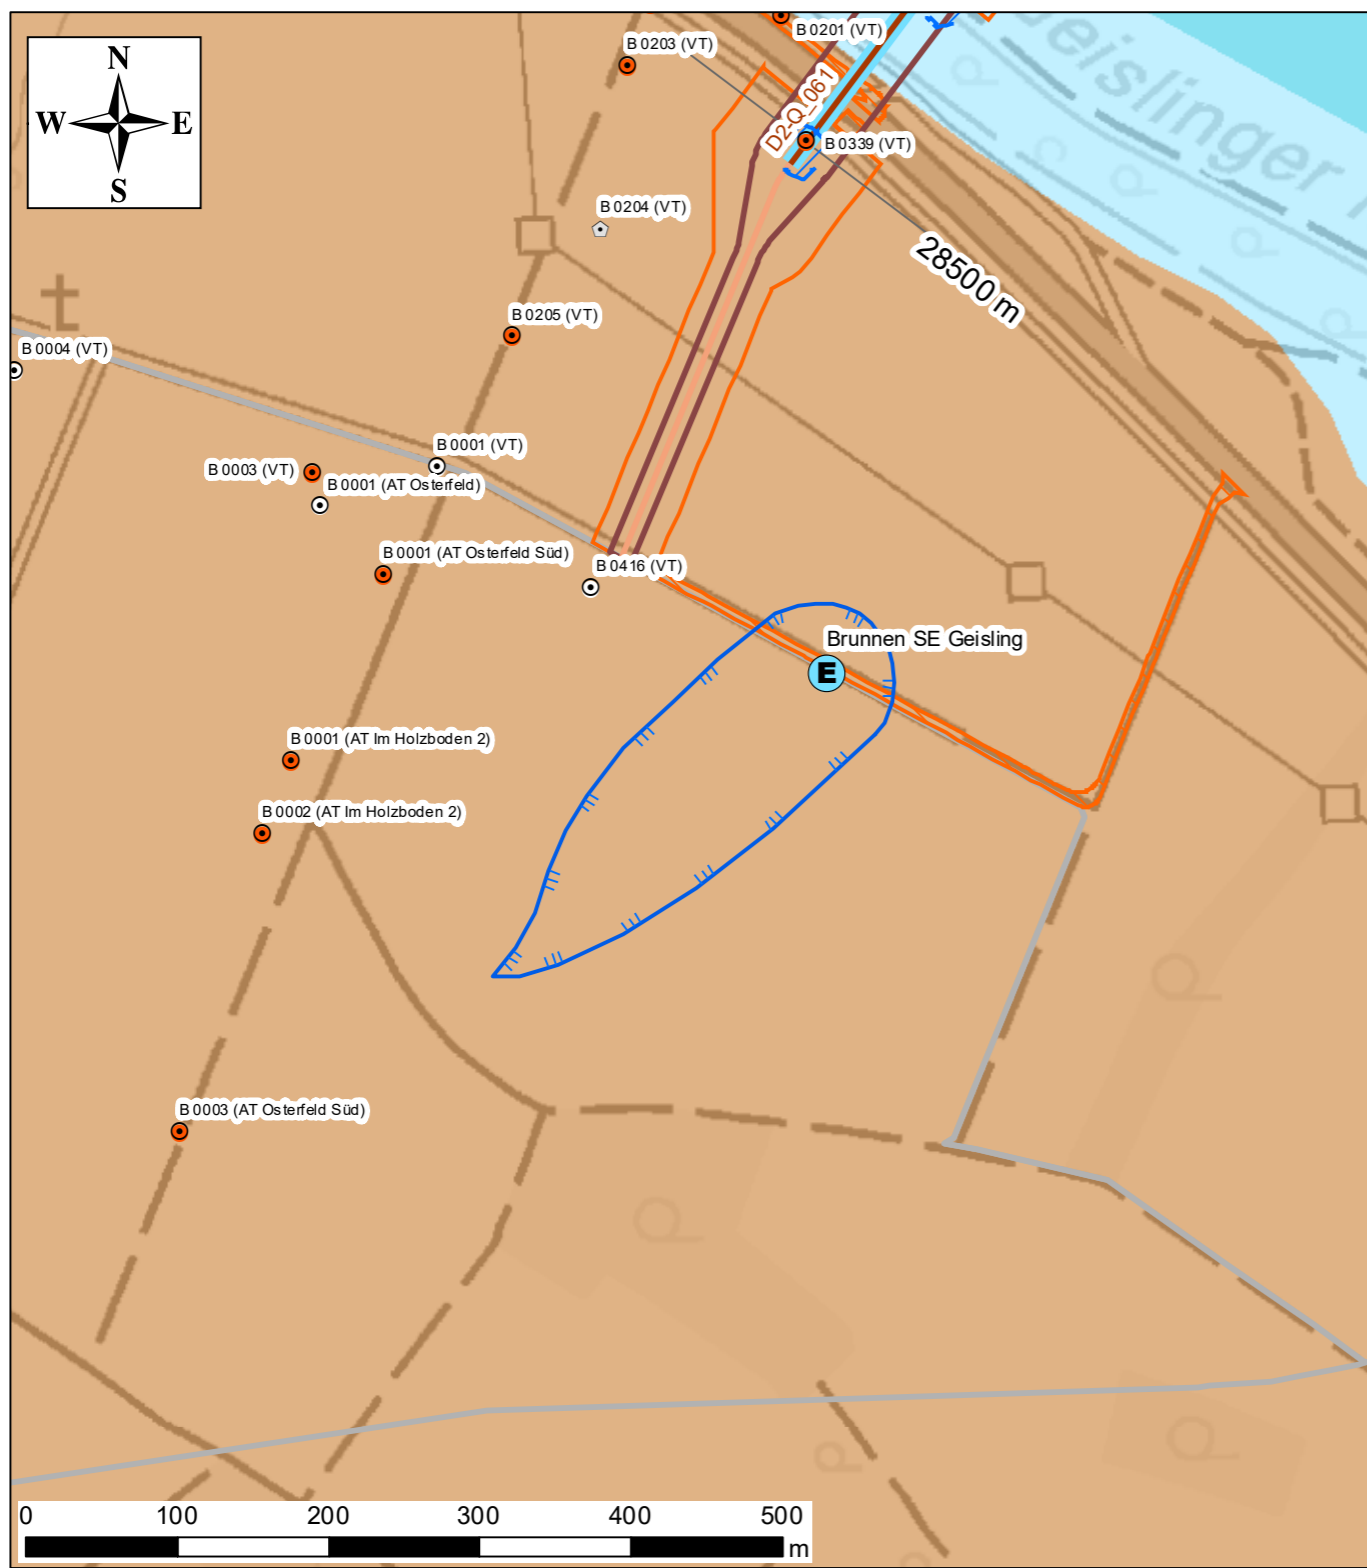 N
W E
S
B 0201 (VT)
B 0203 (VT)
D2-Q_061
B 0339 (VT)
Geislinger
B 0204 (VT)
28500 m
B 0205 (VT)
B 0004 (VT)
B 0001 (VT)
B 0003 (VT)
B 0001 (AT Osterfeld)
B 0001 (AT Osterfeld Süd)
B 0416 (VT)
Brunnen SE Geisling
E
B 0001 (AT Im Holzboden 2)
B 0002 (AT Im Holzboden 2)
B 0003 (AT Osterfeld Süd)
0 100 200 300 400 500
m